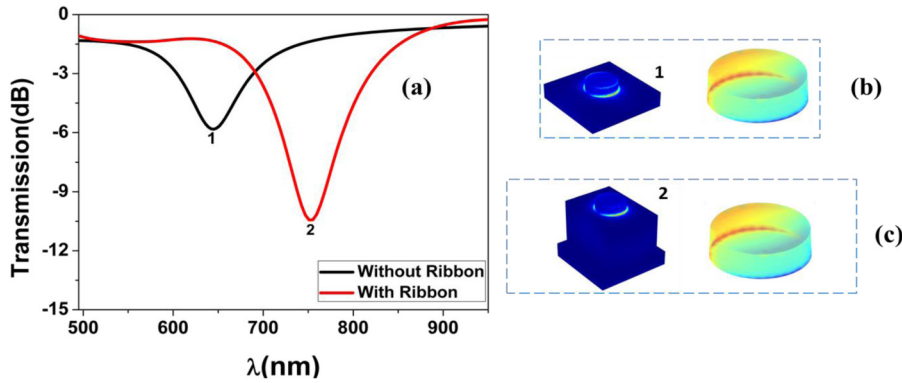 0
-3
-6
-9
-12
-15
Transmission(dB)
500
600
700
800
900
λ(nm)
(a)
1
2
Without Ribbon
With Ribbon
1
(b)
2
(c)